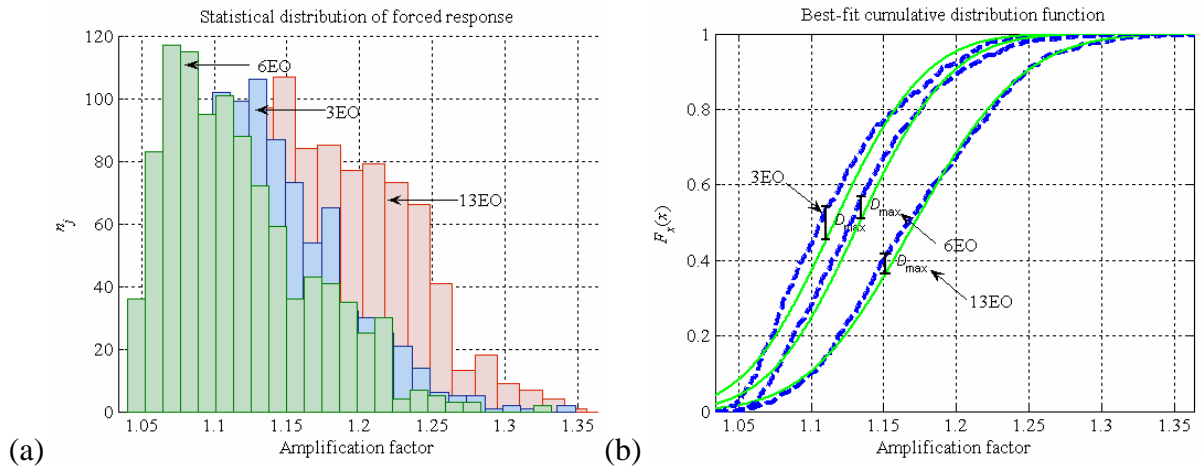 Statistical distribution of forced response
120
100
80
60
40
20
0
n_j
6EO
3EO
13EO
1.05 1.1 1.15 1.2 1.25 1.3 1.35
Amplification factor
(a)
Best-fit cumulative distribution function
1
0.8
0.6
0.4
0.2
0
F_x(x)
3EO
D_max
D_max
6EO
D_max
13EO
1.05 1.1 1.15 1.2 1.25 1.3 1.35
Amplification factor
(b)